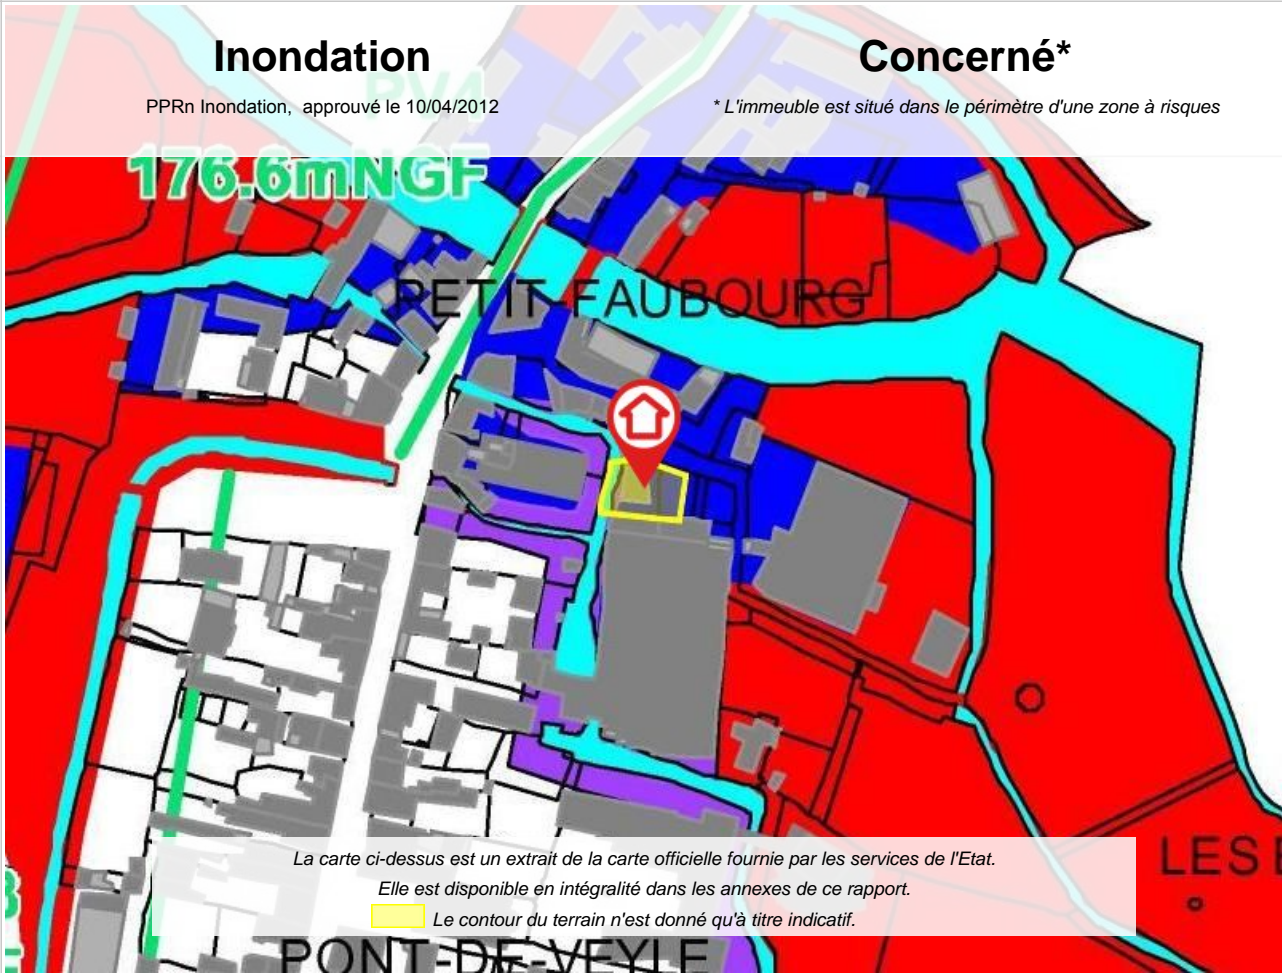 Inondation
Concerné*
PPRn Inondation, approuvé le 10/04/2012
* L'immeuble est situé dans le périmètre d'une zone à risques
PV4
176.6mNGF
PETIT-FAUBOURG
La carte ci-dessus est un extrait de la carte officielle fournie par les services de l'Etat.
Elle est disponible en intégralité dans les annexes de ce rapport.
Le contour du terrain n'est donné qu'à titre indicatif.
LES
PONT-DE-VEYLE